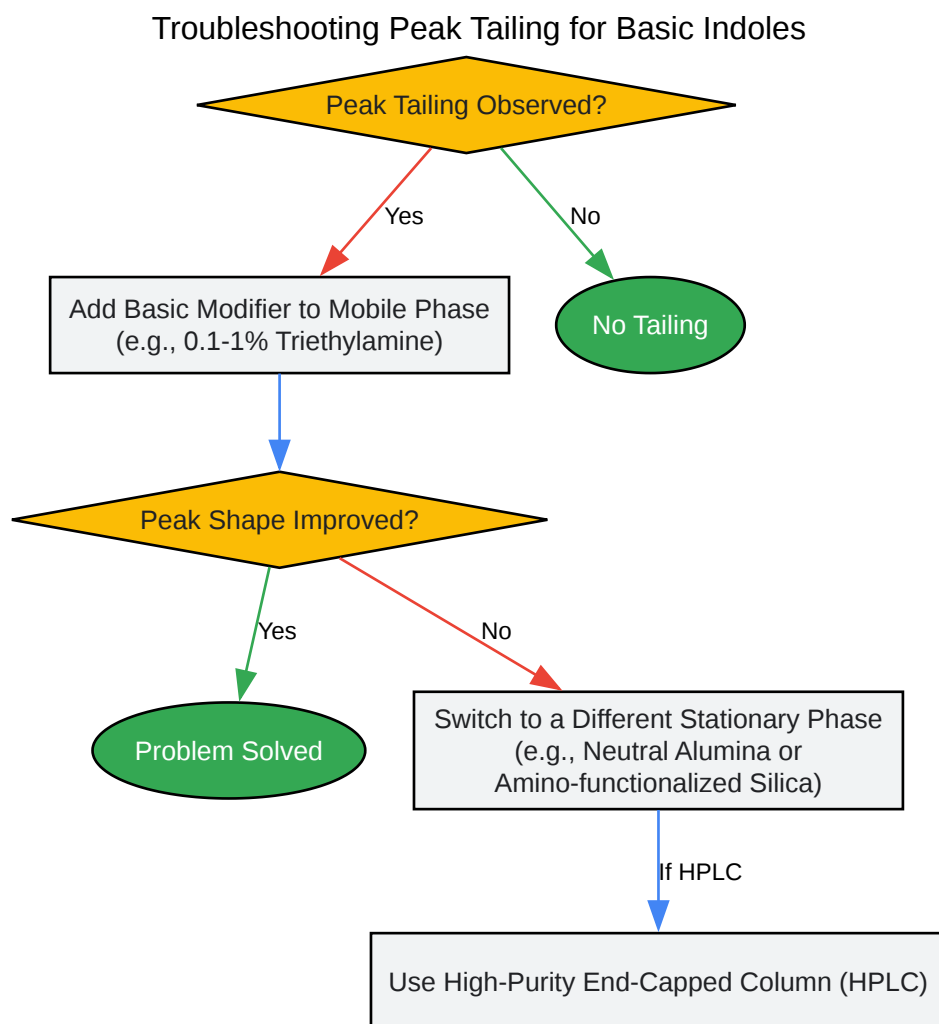 Troubleshooting Peak Tailing for Basic Indoles
Peak Tailing Observed?
Yes
No
Add Basic Modifier to Mobile Phase
(e.g., 0.1-1% Triethylamine)
No Tailing
Peak Shape Improved?
Yes
No
Problem Solved
Switch to a Different Stationary Phase
(e.g., Neutral Alumina or
Amino-functionalized Silica)
If HPLC
Use High-Purity End-Capped Column (HPLC)